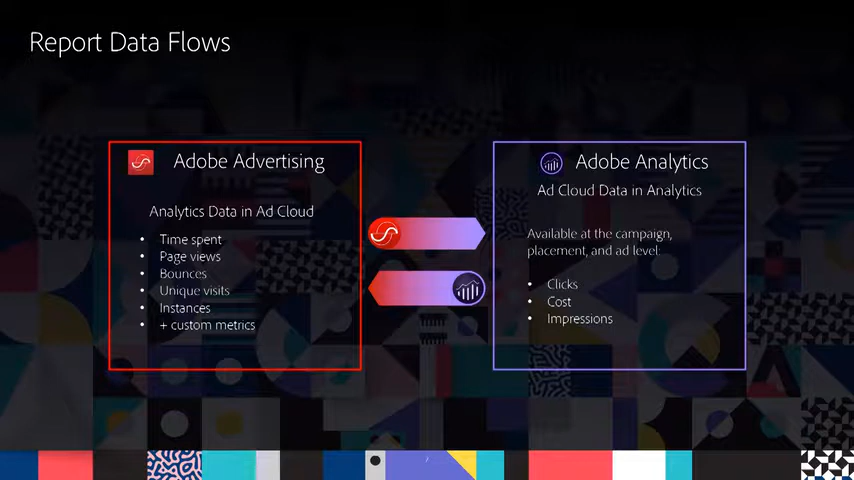 Report Data Flows
Adobe Advertising
Analytics Data in Ad Cloud
• Time spent
• Page views
• Bounces
• Unique visits
• Instances
• + custom metrics
Adobe Analytics
Ad Cloud Data in Analytics
Available at the campaign,
placement, and ad level:
• Clicks
• Cost
• Impressions